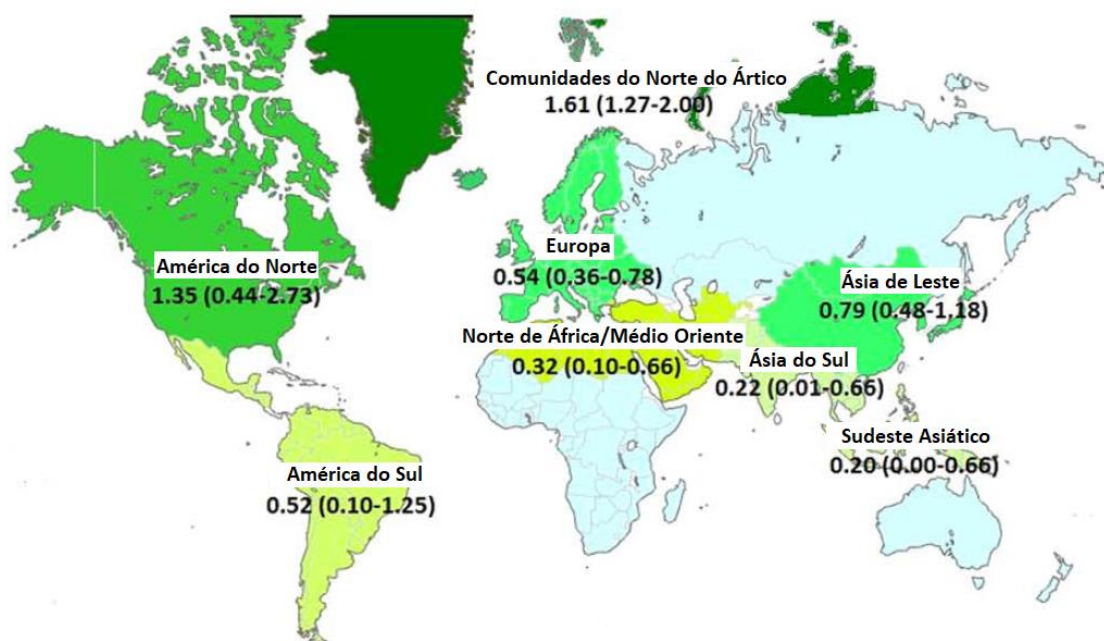 Comunidades do Norte do Ártico
1.61 (1.27-2.00)
América do Norte
1.35 (0.44-2.73)
Europa
0.54 (0.36-0.78)
Ásia de Leste
0.79 (0.48-1.18)
Norte de África/Médio Oriente
0.32 (0.10-0.66)
Ásia do Sul
0.22 (0.01-0.66)
Sudeste Asiático
0.20 (0.00-0.66)
América do Sul
0.52 (0.10-1.25)